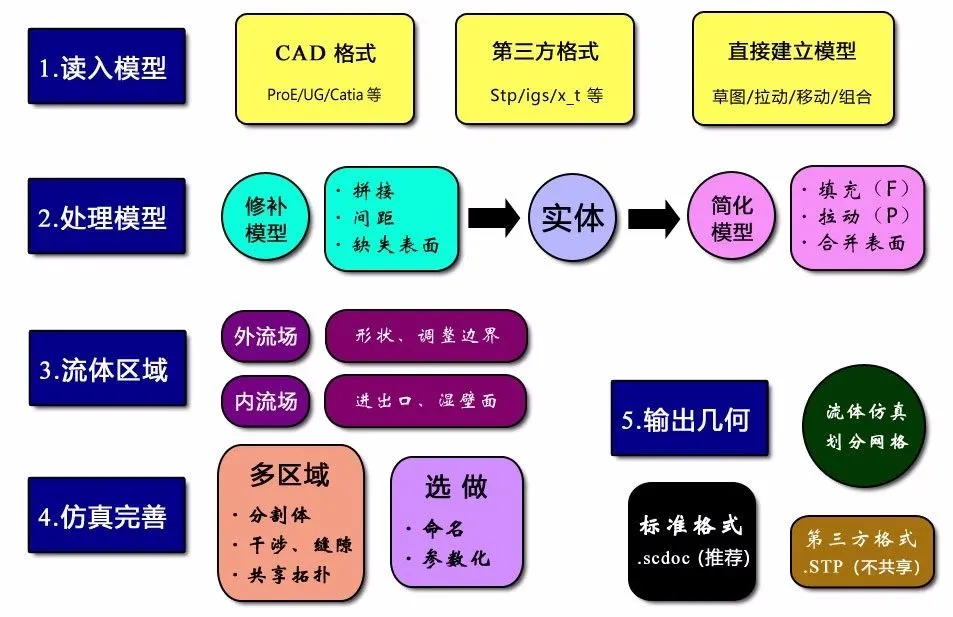 1.读入模型
CAD 格式
ProE/UG/Catia 等
第三方格式
Stp/igs/x_t 等
直接建立模型
草图/拉动/移动/组合
2.处理模型
修补
模型
· 拼接
· 间距
· 缺失表面
实体
简化
模型
· 填充（F）
· 拉动（P）
· 合并表面
3.流体区域
外流场
形状、调整边界
内流场
进出口、湿壁面
4.仿真完善
多区域
· 分割体
· 干涉、缝隙
· 共享拓扑
选 做
· 命名
· 参数化
5.输出几何
流体仿真
划分网格
标准格式
.scdoc (推荐)
第三方格式
.STP (不共享)